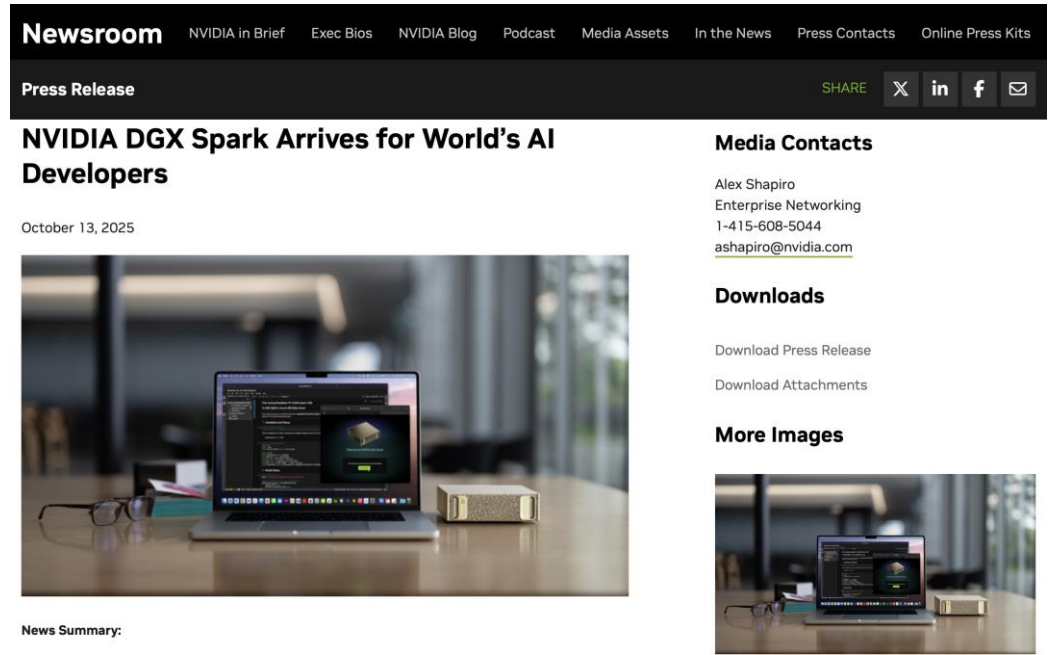 Newsroom
NVIDIA in Brief
Exec Bios
NVIDIA Blog
Podcast
Media Assets
In the News
Press Contacts
Online Press Kits
Press Release
SHARE
NVIDIA DGX Spark Arrives for World’s AI
Developers
October 13, 2025
News Summary:
Media Contacts
Alex Shapiro
Enterprise Networking
1-415-608-5044
ashapiro@nvidia.com
Downloads
Download Press Release
Download Attachments
More Images